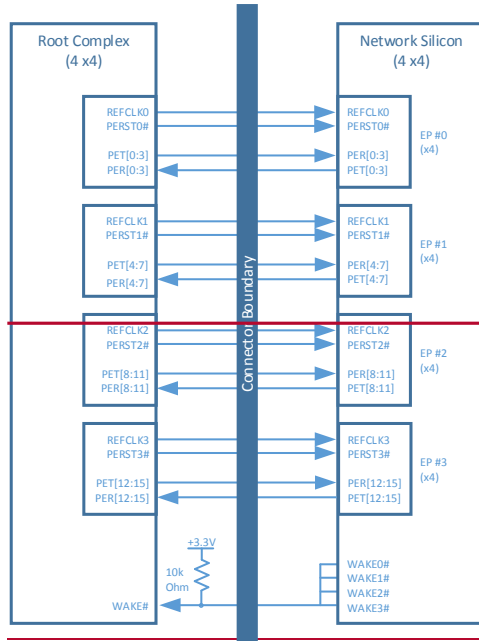 Root Complex
(4 x4)
Network Silicon
(4 x4)
REFCLK0
PERST0#
PET[0:3]
PER[0:3]
REFCLK0
PERST0#
PER[0:3]
PET[0:3]
EP #0
(x4)
REFCLK1
PERST1#
PET[4:7]
PER[4:7]
REFCLK1
PERST1#
PER[4:7]
PET[4:7]
EP #1
(x4)
Connector Boundary
REFCLK2
PERST2#
PET[8:11]
PER[8:11]
REFCLK2
PERST2#
PER[8:11]
PET[8:11]
EP #2
(x4)
REFCLK3
PERST3#
PET[12:15]
PER[12:15]
REFCLK3
PERST3#
PER[12:15]
PET[12:15]
EP #3
(x4)
+3.3V
10k
Ohm
WAKE#
WAKE0#
WAKE1#
WAKE2#
WAKE3#